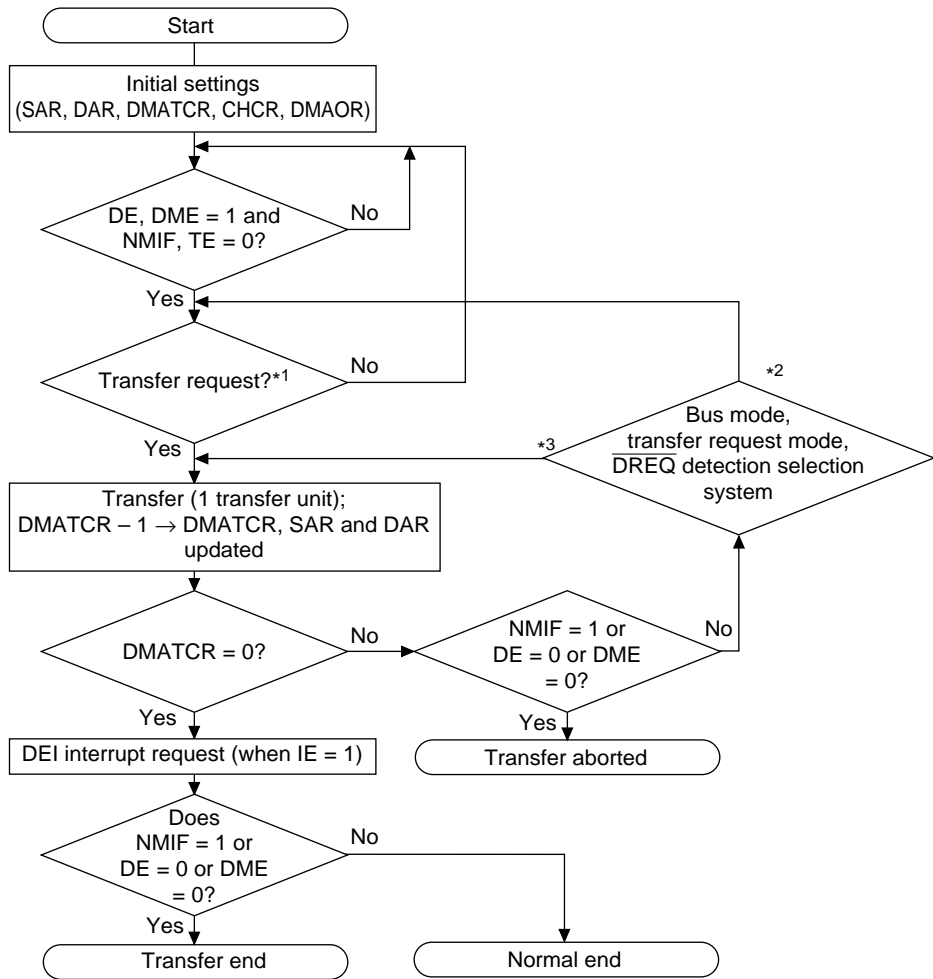 Start
Initial settings
(SAR, DAR, DMATCR, CHCR, DMAOR)
DE, DME = 1 and
NMIF, TE = 0?
No
Yes
Transfer request?*1
No
Yes
*2
Bus mode,
transfer request mode,
DREQ detection selection
system
*3
Transfer (1 transfer unit);
DMATCR – 1 → DMATCR, SAR and DAR
updated
DMATCR = 0?
No
Yes
NMIF = 1 or
DE = 0 or DME
= 0?
No
Yes
Transfer aborted
DEI interrupt request (when IE = 1)
Does
NMIF = 1 or
DE = 0 or DME
= 0?
No
Yes
Transfer end
Normal end